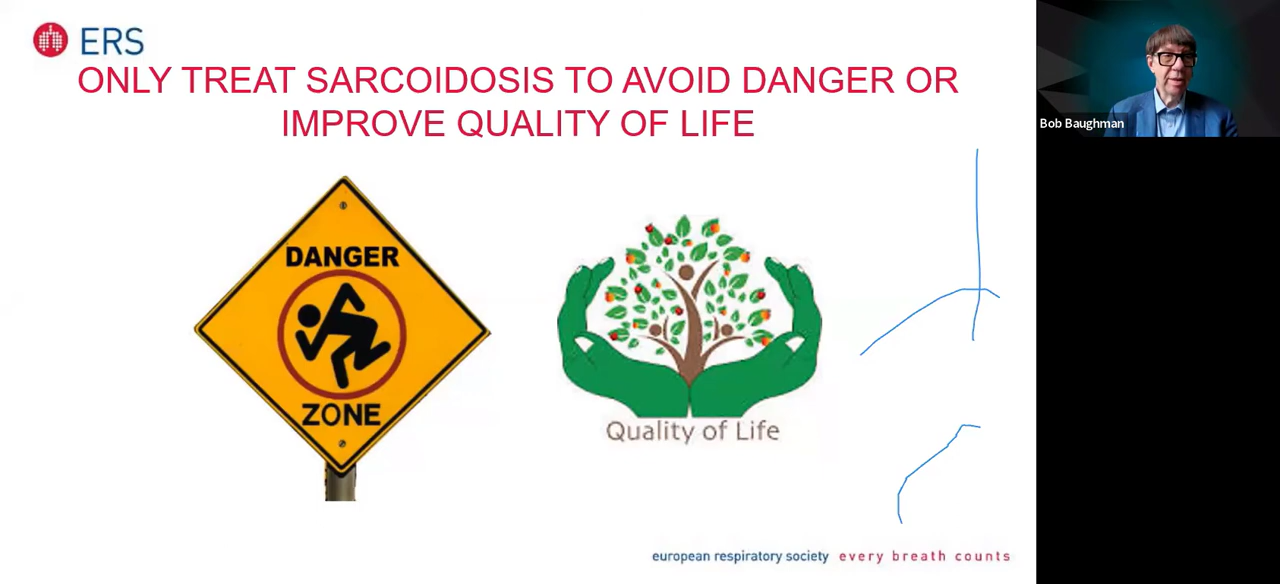 ERS
ONLY TREAT SARCOIDOSIS TO AVOID DANGER OR
IMPROVE QUALITY OF LIFE
DANGER
ZONE
Quality of Life
european respiratory society every breath counts
Bob Baughman